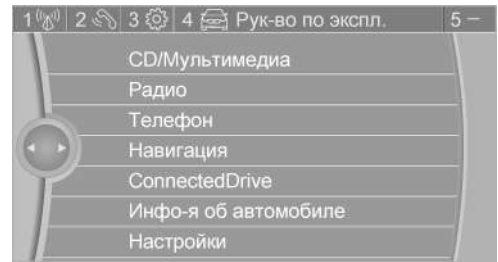 1 2 3 4 Рук-во по экспл. 5 –
CD/Мультимедиа
Радио
Телефон
Навигация
ConnectedDrive
Инфо-я об автомобиле
Настройки